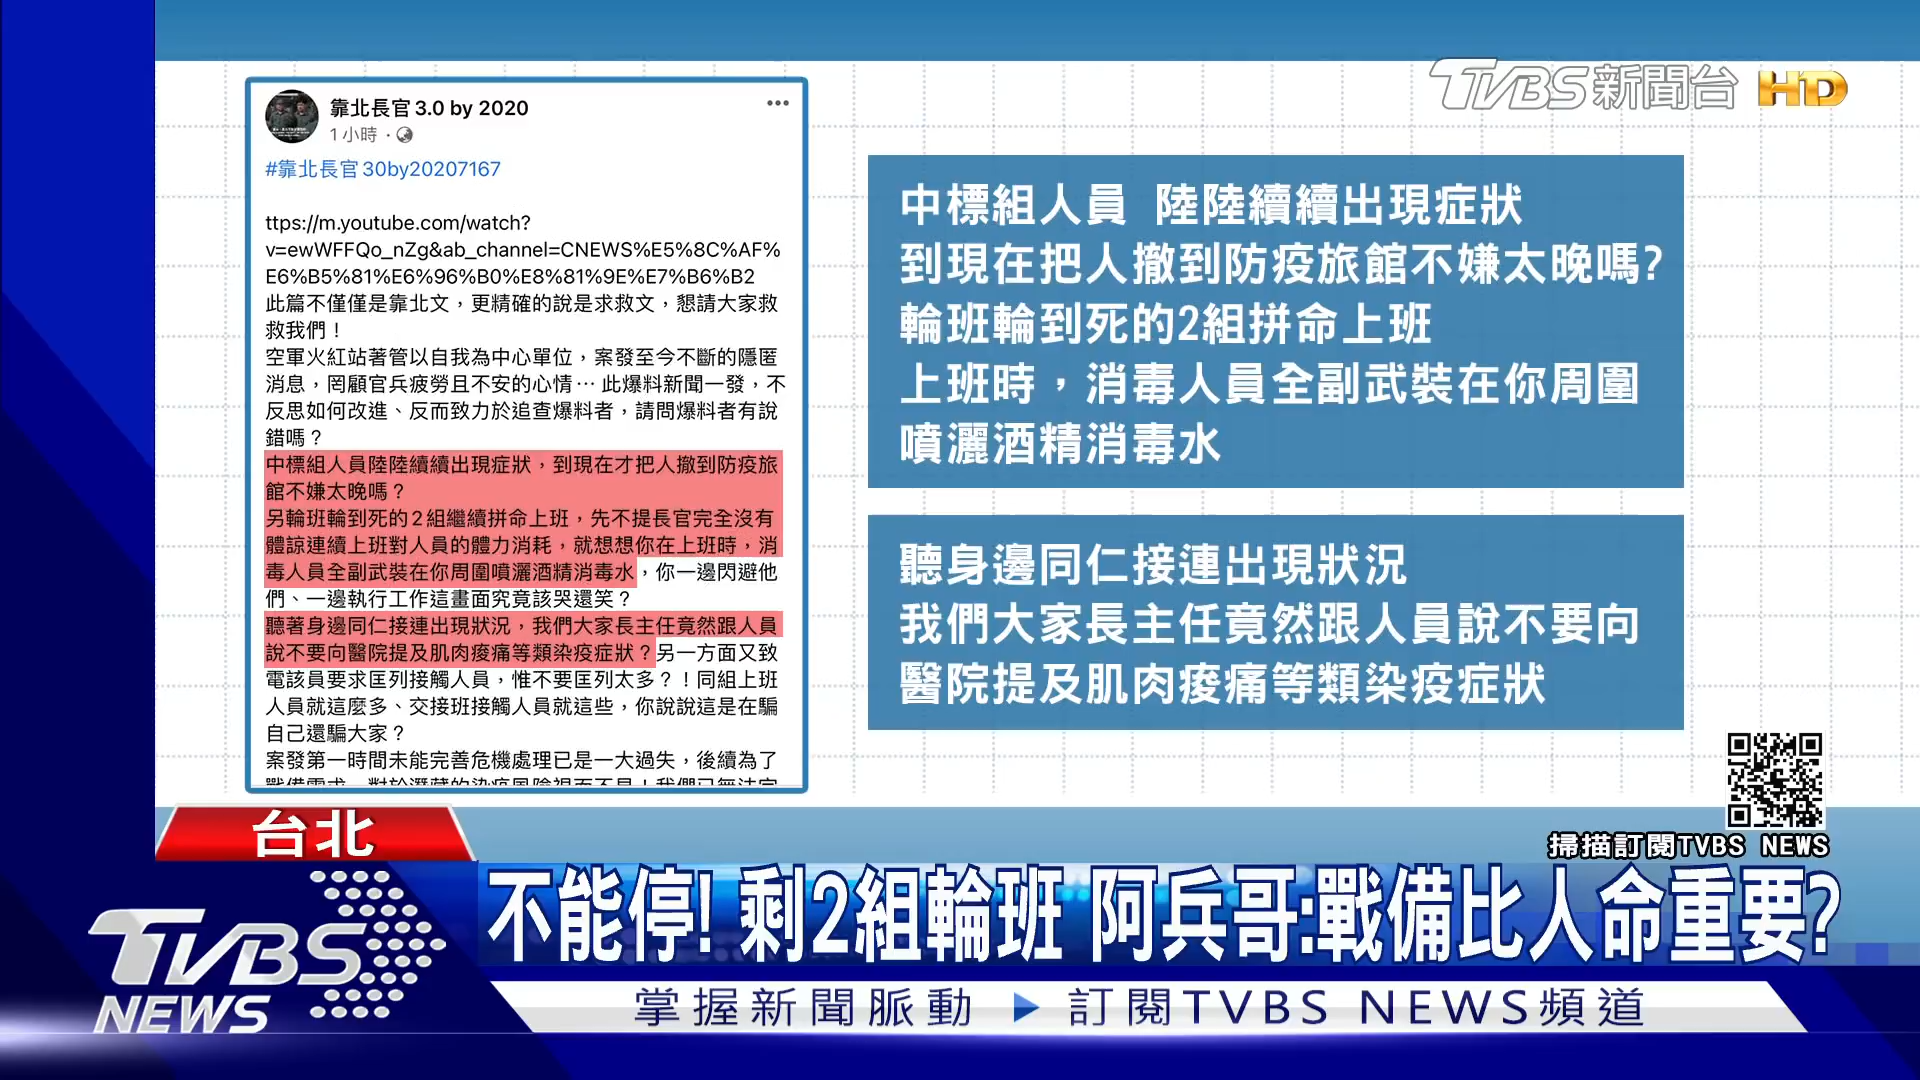 TVBS新聞台 HD
靠北長官 3.0 by 2020
1 小時 ·
#靠北長官30by20207167
ttps://m.youtube.com/watch?
v=ewWFFQo_nZg&ab_channel=CNEWS%E5%8C%AF%
E6%B5%81%E6%96%B0%E8%81%9E%E7%B6%B2
此篇不僅僅是靠北文，更精確的說是求救文，懇請大家救
救我們！
空軍火紅站著管以自我為中心單位，案發至今不斷的隱匿
消息，罔顧官兵疲勞且不安的心情⋯ 此爆料新聞一發，不
反思如何改進、反而致力於追查爆料者，請問爆料者有說
錯嗎？
中標組人員陸陸續續出現症狀，到現在才把人撤到防疫旅
館不嫌太晚嗎？
另輪班輪到死的2組繼續拼命上班，先不提長官完全沒有
體諒連續上班對人員的體力消耗，就想想你在上班時，消
毒人員全副武裝在你周圍噴灑酒精消毒水，你一邊閃避他
們、一邊執行工作這畫面究竟該哭還笑？
聽著身邊同仁接連出現狀況，我們大家長主任竟然跟人員
說不要向醫院提及肌肉痠痛等類染疫症狀？另一方面又致
電該員要求匡列接觸人員，惟不要匡列太多？！同組上班
人員就這麼多、交接班接觸人員就這些，你說說這是在騙
自己還騙大家？
案發第一時間未能完善危機處理已是一大過失，後續為了
戰備需求，對於潛藏的染疫風險視而不見！我們已無法完
中標組人員 陸陸續續出現症狀
到現在把人撤到防疫旅館不嫌太晚嗎?
輪班輪到死的2組拼命上班
上班時，消毒人員全副武裝在你周圍
噴灑酒精消毒水
聽身邊同仁接連出現狀況
我們大家長主任竟然跟人員說不要向
醫院提及肌肉痠痛等類染疫症狀
掃描訂閱TVBS NEWS
台北
不能停! 剩2組輪班 阿兵哥:戰備比人命重要?
TVBS
NEWS
掌握新聞脈動 ▶ 訂閱TVBS NEWS頻道